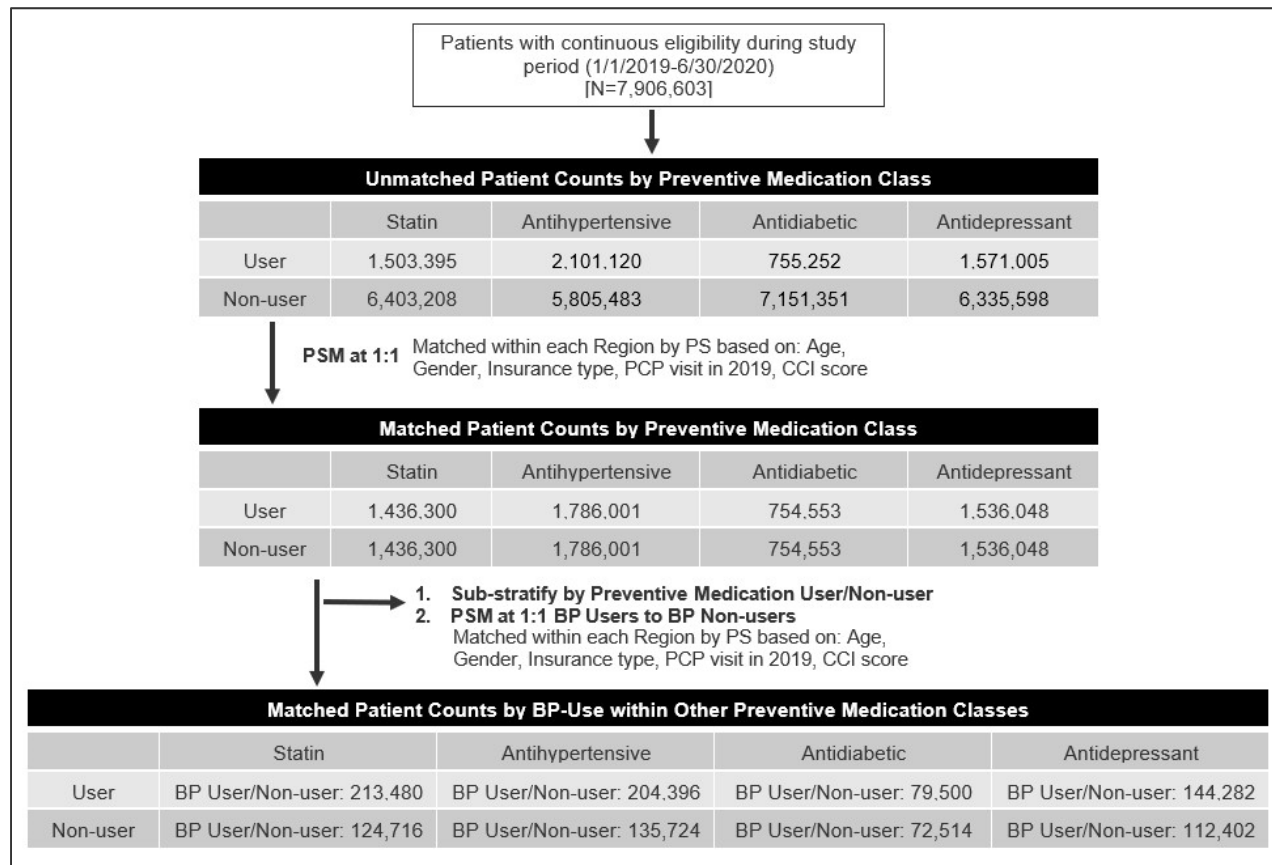 Patients with continuous eligibility during study
period (1/1/2019-6/30/2020)
[N=7,906,603]
Unmatched Patient Counts by Preventive Medication Class
Statin Antihypertensive Antidiabetic Antidepressant
User 1,503,395 2,101,120 755,252 1,571,005
Non-user 6,403,208 5,805,483 7,151,351 6,335,598
PSM at 1:1 Matched within each Region by PS based on: Age,
Gender, Insurance type, PCP visit in 2019, CCI score
Matched Patient Counts by Preventive Medication Class
Statin Antihypertensive Antidiabetic Antidepressant
User 1,436,300 1,786,001 754,553 1,536,048
Non-user 1,436,300 1,786,001 754,553 1,536,048
1. Sub-stratify by Preventive Medication User/Non-user
2. PSM at 1:1 BP Users to BP Non-users
Matched within each Region by PS based on: Age,
Gender, Insurance type, PCP visit in 2019, CCI score
Matched Patient Counts by BP-Use within Other Preventive Medication Classes
Statin Antihypertensive Antidiabetic Antidepressant
User BP User/Non-user: 213,480 BP User/Non-user: 204,396 BP User/Non-user: 79,500 BP User/Non-user: 144,282
Non-user BP User/Non-user: 124,716 BP User/Non-user: 135,724 BP User/Non-user: 72,514 BP User/Non-user: 112,402